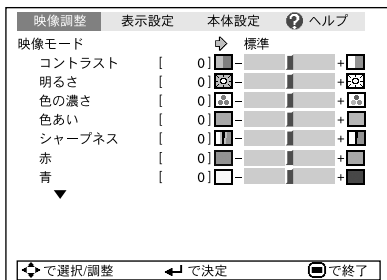 映像調整 表示設定 本体設定 ? ヘルプ
映像モード 標準
コントラスト [ 0] - +
明るさ [ 0] - +
色の濃さ [ 0] - +
色あい [ 0] - +
シャープネス [ 0] - +
赤 [ 0] - +
青 [ 0] - +
で選択/調整 で決定 で終了